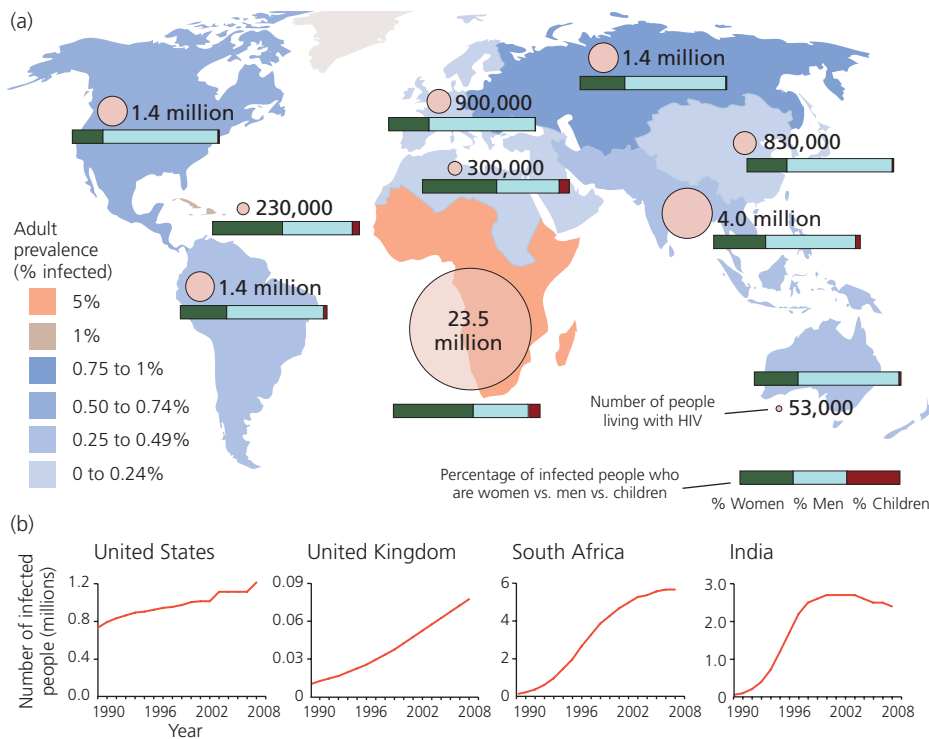 (a)
1.4 million
1.4 million
900,000
830,000
300,000
230,000
4.0 million
Adult
prevalence
(% infected)
5%
1%
0.75 to 1%
0.50 to 0.74%
0.25 to 0.49%
0 to 0.24%
1.4 million
23.5
million
Number of people
living with HIV
53,000
Percentage of infected people who
are women vs. men vs. children
% Women % Men % Children
(b)
Number of infected
people (millions)
United States
1.2
0.8
0.4
0.0
1990 1996 2002 2008
Year
United Kingdom
0.09
0.06
0.03
0
1990 1996 2002 2008
South Africa
6
4
2
0
1990 1996 2002 2008
India
3.0
2.0
1.0
0
1990 1996 2002 2008